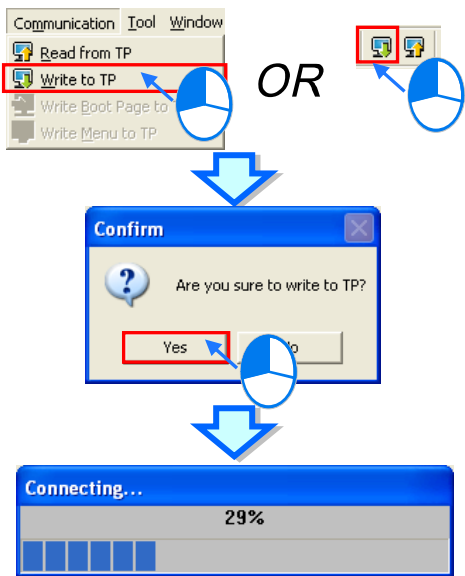 Communication Tool Window
Read from TP
Write to TP
Write Boot Page to
Write Menu to TP
OR
Confirm
Are you sure to write to TP?
Yes
Connecting...
29%